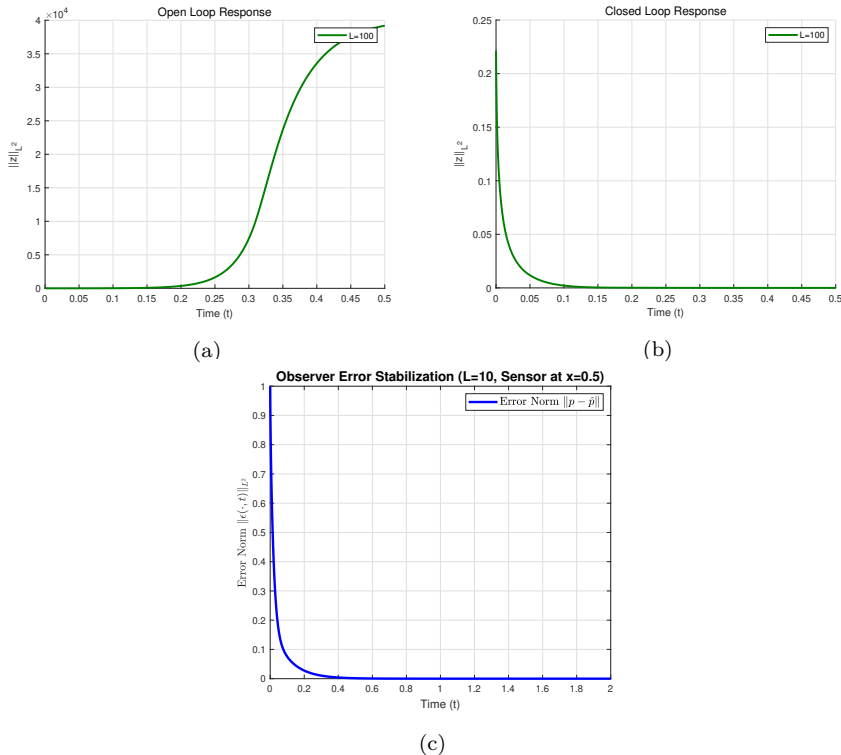 Open Loop Response
×10⁴
4
3.5
3
2.5
2
1.5
1
0.5
0
||z||_L²
L=100
0 0.05 0.1 0.15 0.2 0.25 0.3 0.35 0.4 0.45 0.5
Time (t)
(a)
Closed Loop Response
0.25
0.2
0.15
0.1
0.05
0
||z||_L²
L=100
0 0.05 0.1 0.15 0.2 0.25 0.3 0.35 0.4 0.45 0.5
Time (t)
(b)
Observer Error Stabilization (L=10, Sensor at x=0.5)
1
0.9
0.8
0.7
0.6
0.5
0.4
0.3
0.2
0.1
0
Error Norm ‖ϵ(·, t)‖_L²
Error Norm ‖p − p̂‖
0 0.2 0.4 0.6 0.8 1 1.2 1.4 1.6 1.8 2
Time (t)
(c)